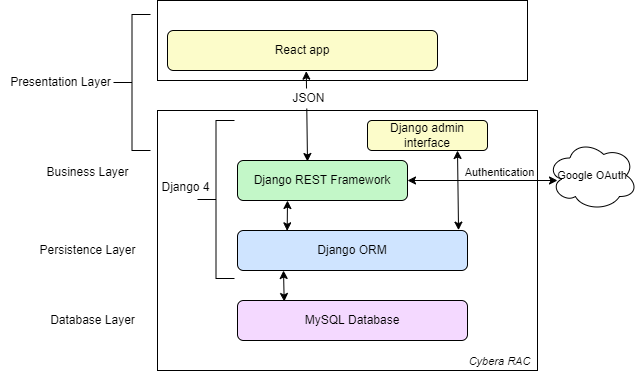 React app
Presentation Layer
JSON
Django admin
interface
Business Layer
Django 4
Django REST Framework
Authentication
Google OAuth
Persistence Layer
Django ORM
Database Layer
MySQL Database
Cybera RAC